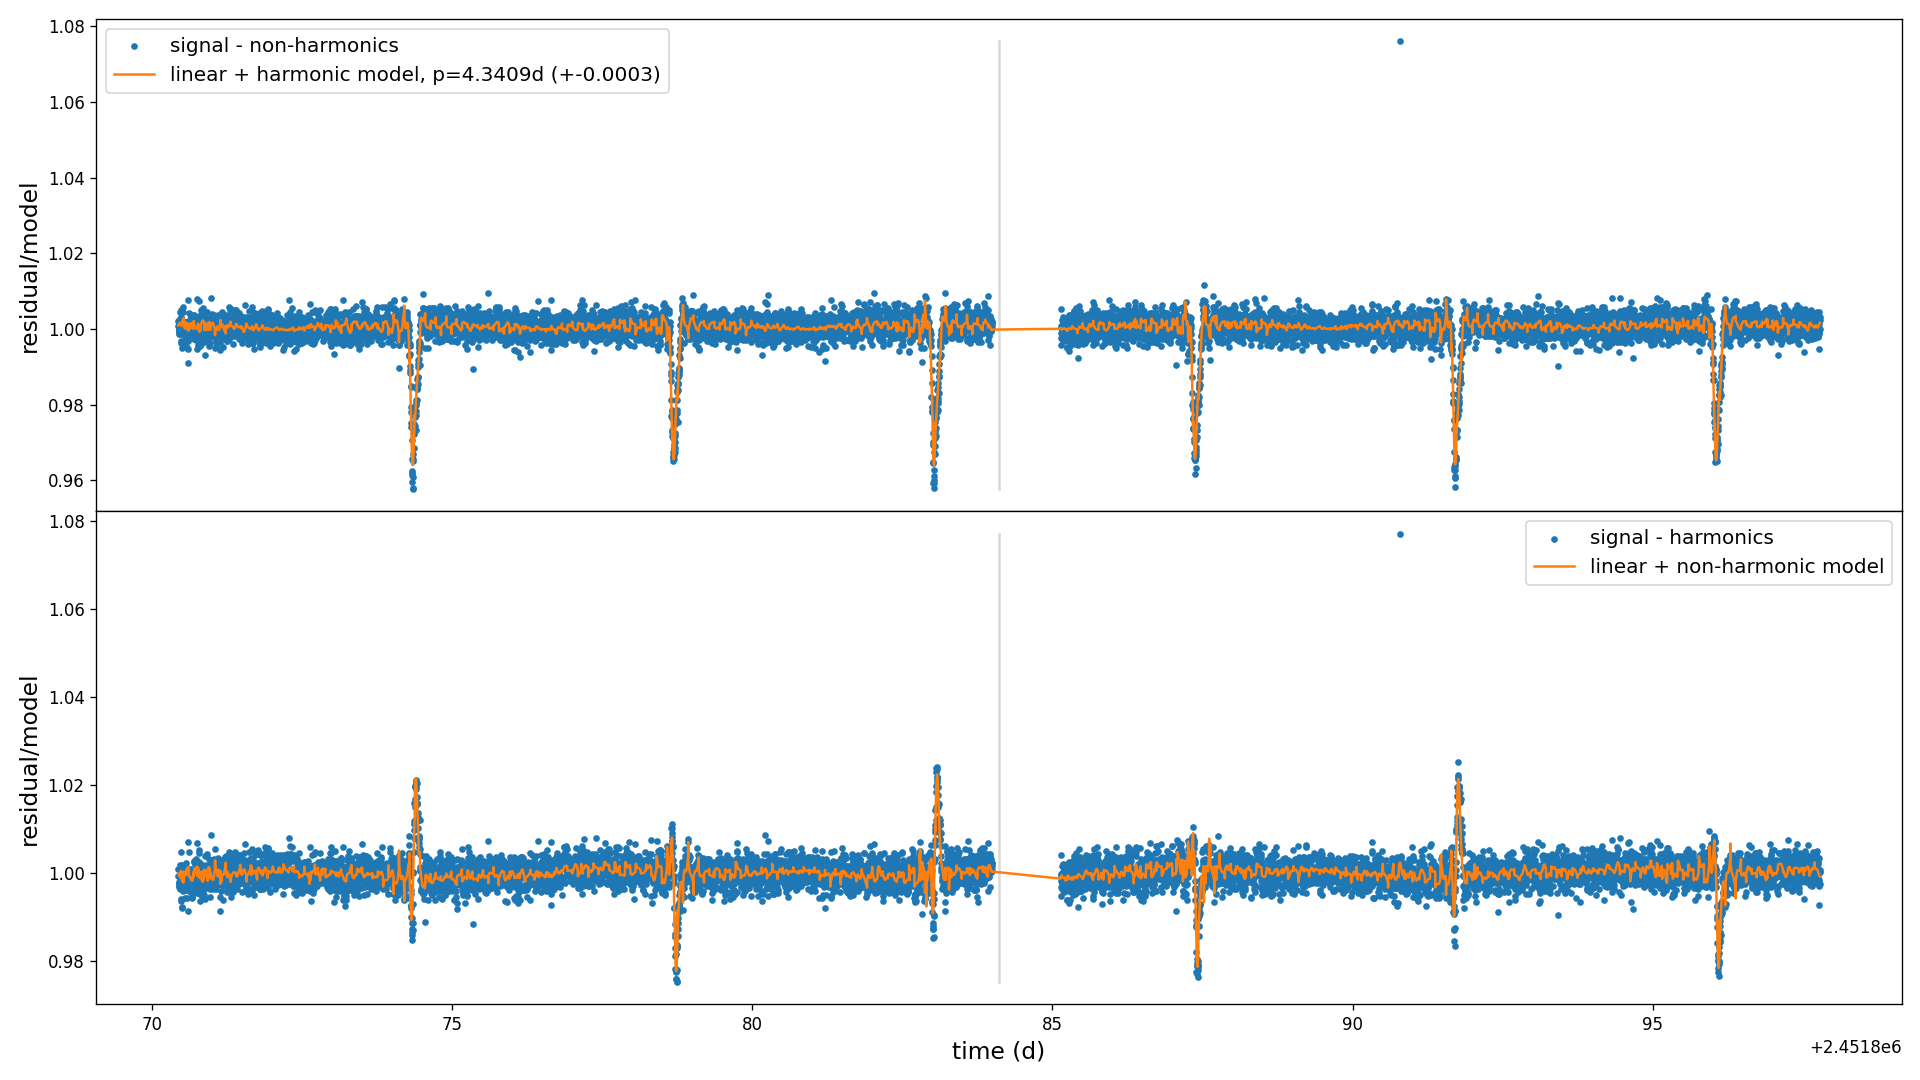 1.08
signal - non-harmonics
linear + harmonic model, p=4.3409d (+-0.0003)
1.06
1.04
1.02
1.00
0.98
0.96
residual/model
1.08
signal - harmonics
linear + non-harmonic model
1.06
1.04
1.02
1.00
0.98
residual/model
70 75 80 85 90 95
time (d)
+2.4518e6